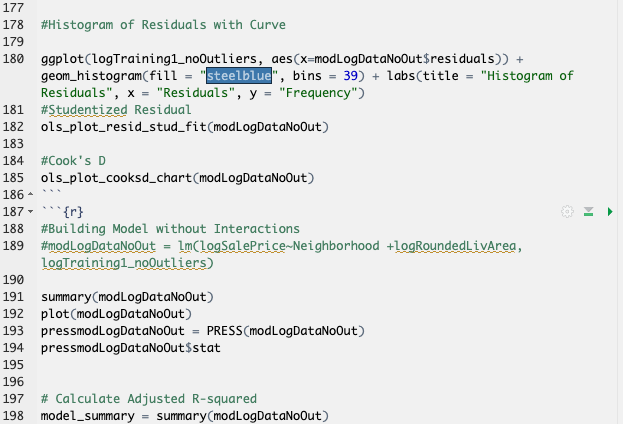 177
178 #Histogram of Residuals with Curve
179
180 ggplot(logTraining1_noOutliers, aes(x=modLogDataNoOut$residuals)) +
geom_histogram(fill = "steelblue", bins = 39) + labs(title = "Histogram of
Residuals", x = "Residuals", y = "Frequency")
181 #Studentized Residual
182 ols_plot_resid_stud_fit(modLogDataNoOut)
183
184 #Cook's D
185 ols_plot_cooksd_chart(modLogDataNoOut)
186 ```
187 ```{r}
188 #Building Model without Interactions
189 #modLogDataNoOut = lm(logSalePrice~Neighborhood +logRoundedLivArea,
logTraining1_noOutliers)
190
191 summary(modLogDataNoOut)
192 plot(modLogDataNoOut)
193 pressmodLogDataNoOut = PRESS(modLogDataNoOut)
194 pressmodLogDataNoOut$stat
195
196
197 # Calculate Adjusted R-squared
198 model_summary = summary(modLogDataNoOut)